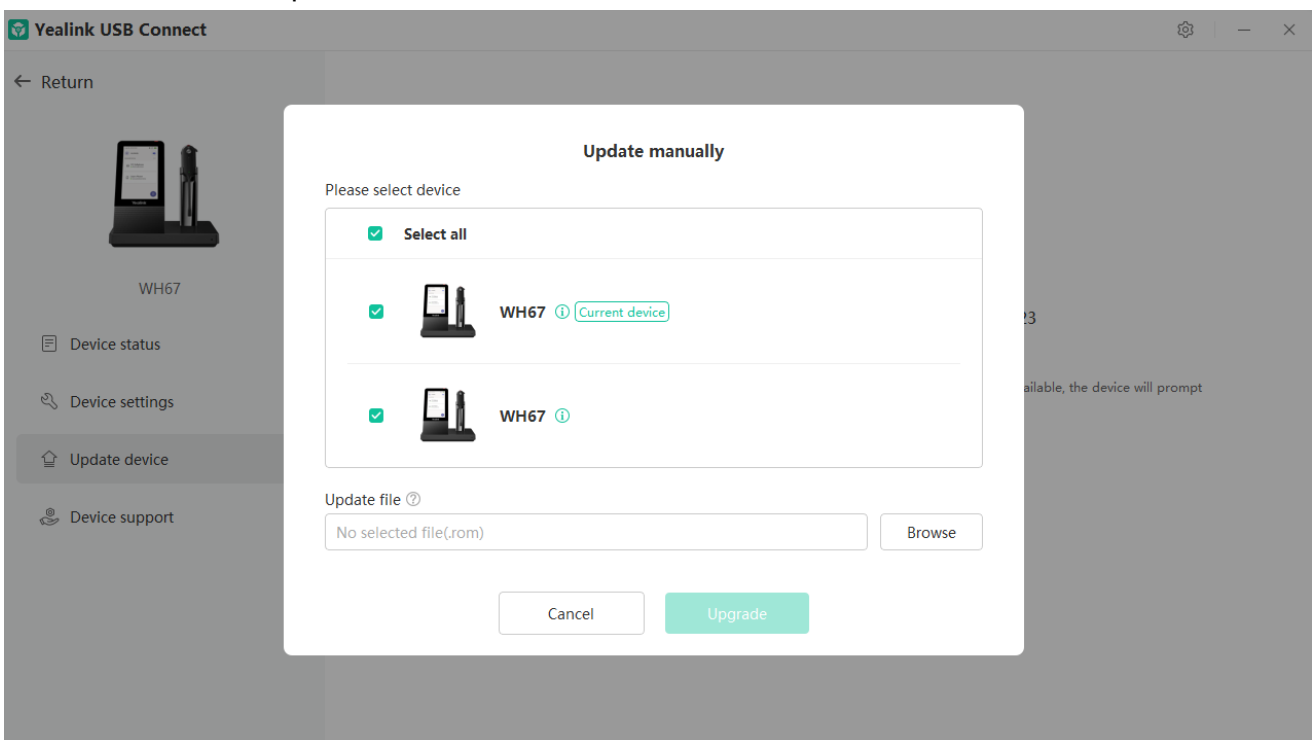 Yealink USB Connect
Return
WH67
Device status
Device settings
Update device
Device support
Update manually
Please select device
Select all
WH67 Current device
WH67
Update file
No selected file(.rom)
Browse
Cancel
Upgrade
23
ailable, the device will prompt